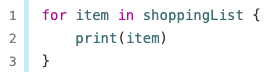 1 for item in shoppingList {
2     print(item)
3 }